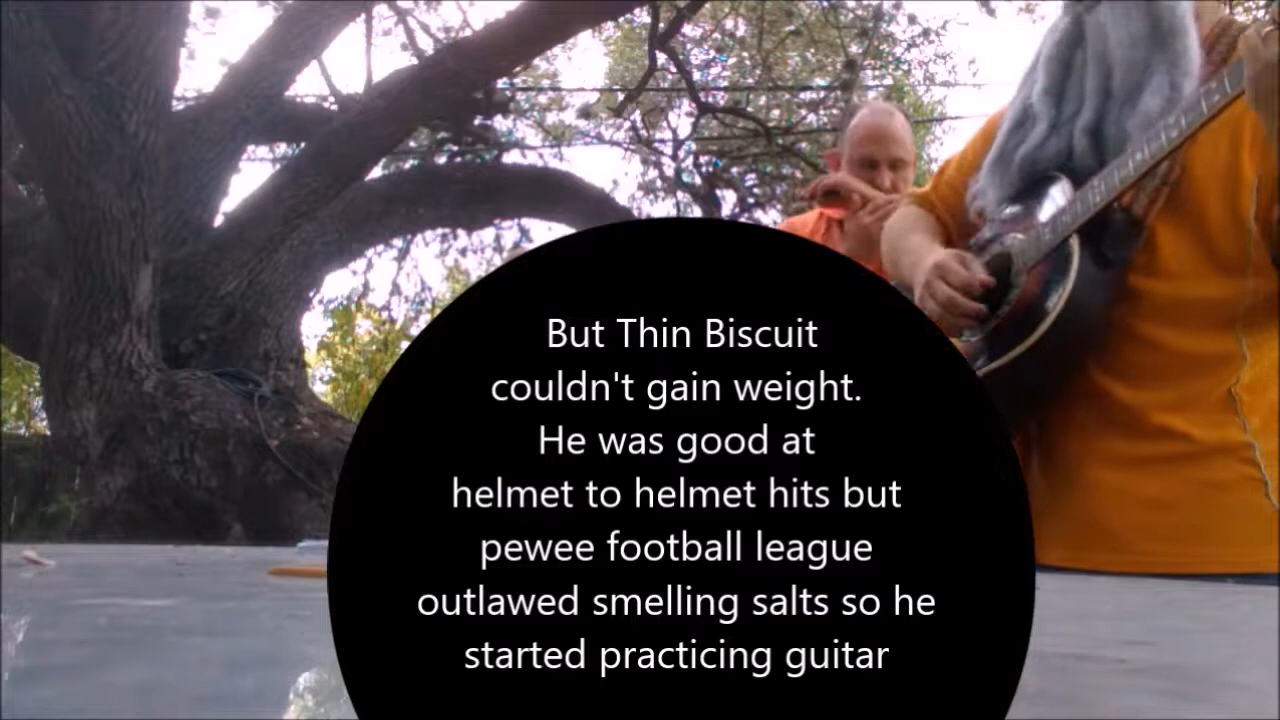 But Thin Biscuit
couldn't gain weight.
He was good at
helmet to helmet hits but
pewee football league
outlawed smelling salts so he
started practicing guitar